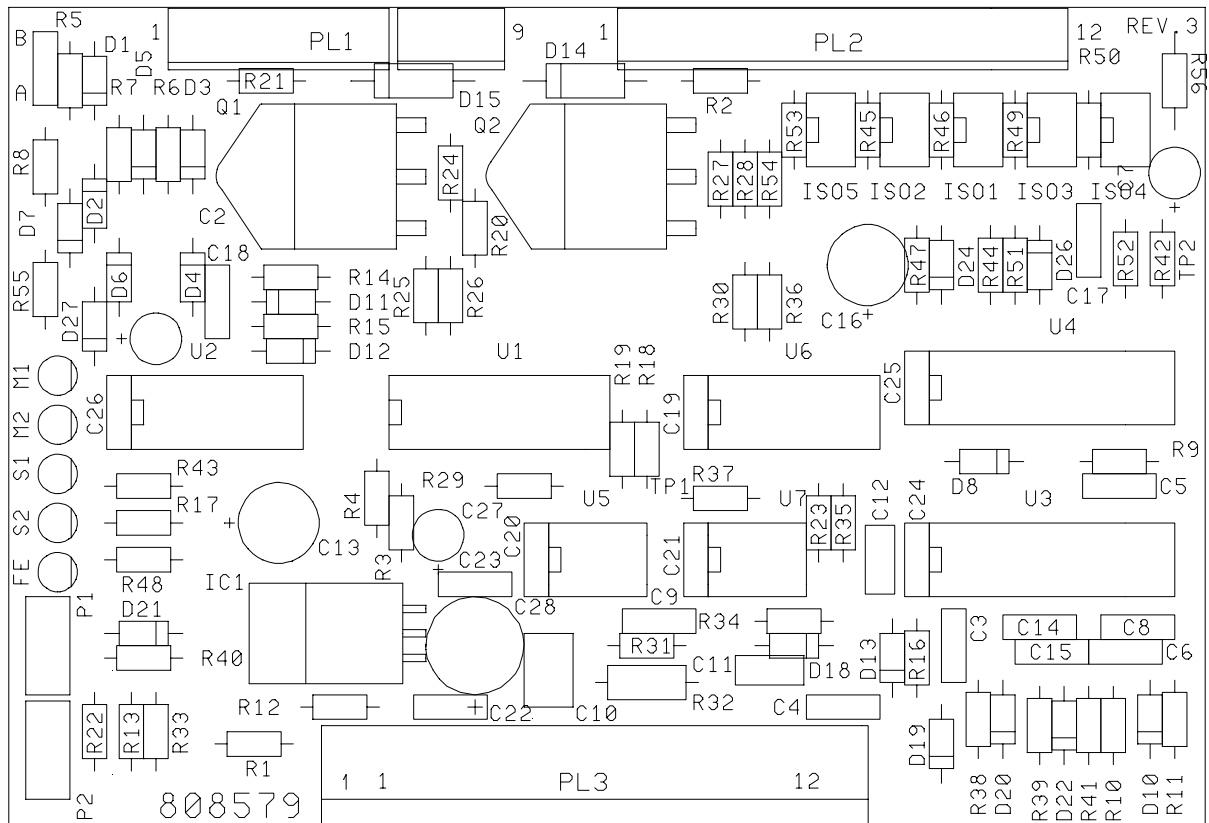 R5
1
PL1
9
1
PL2
12
REV.3
B
D1
D5
D14
R50
R56
A
R7
R6
D3
R21
Q1
D15
Q2
R2
R53
R45
R46
R49
R8
R24
R27
R28
R54
ISO5
ISO2
ISO1
ISO3
ISO4
C7
+
D7
D2
C2
R20
R55
D6
D4
C18
R14
D11
R15
D12
R25
R26
R30
R36
C16
+
R47
D24
R44
R51
D26
C17
R52
R42
TP2
D27
+
U2
U1
U6
U4
R19
R18
M1
M2
C26
C19
C25
S1
R43
R4
R29
TP1
R37
D8
R9
C5
S2
R17
+
C13
R3
C27
+
C20
U5
U7
R23
R35
C12
C24
U3
FE
R48
IC1
C23
C28
C21
C9
P1
D21
R34
C3
C14
C8
R40
R31
C11
D18
D13
R16
C15
C6
R12
+
C22
C10
R32
C4
R22
R13
R33
R1
D19
P2
808579
1
1
PL3
12
R38
D20
R39
D22
R41
R10
D10
R11